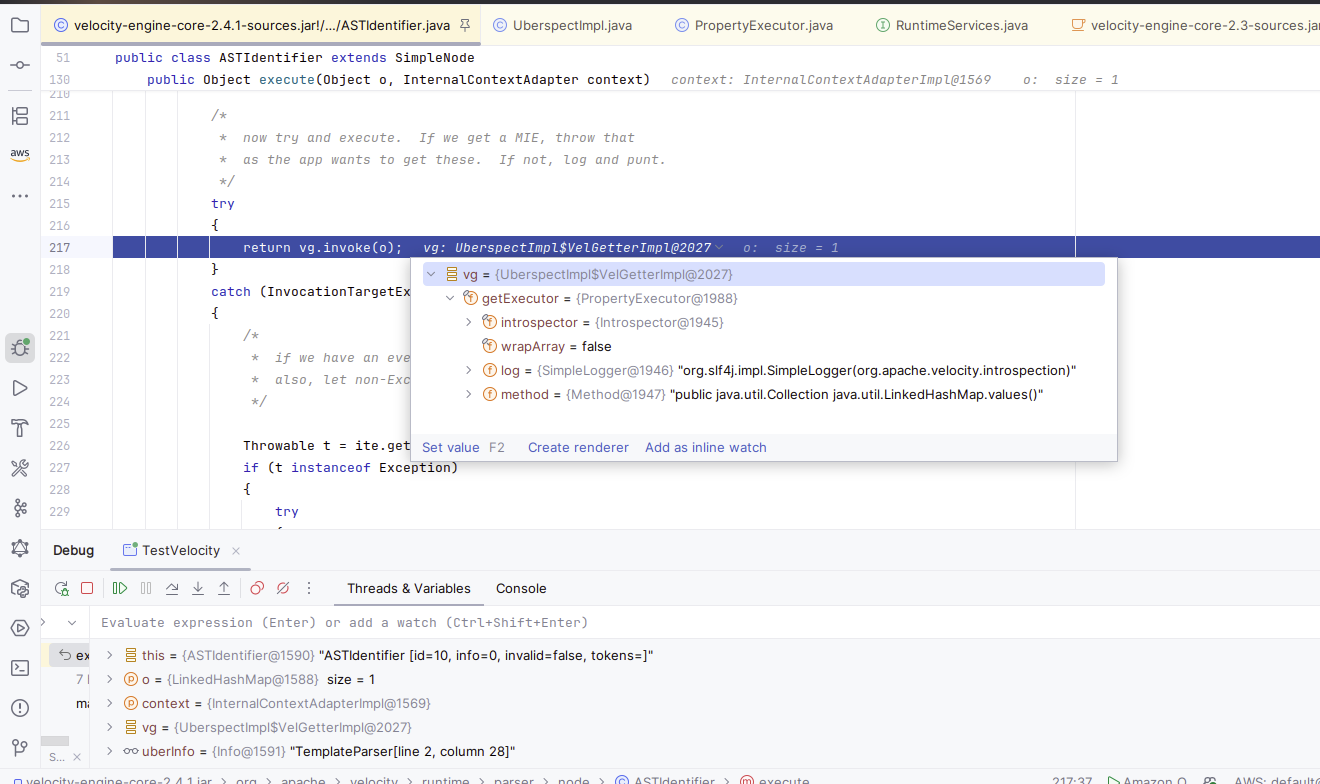 velocity-engine-core-2.4.1-sources.jar!/.../ASTIdentifier.java UberspectImpl.java PropertyExecutor.java RuntimeServices.java velocity-engine-core-2.3-sources.jar
51 public class ASTIdentifier extends SimpleNode
130 public Object execute(Object o, InternalContextAdapter context) context: InternalContextAdapterImpl@1569 o: size = 1
210
211 /*
aws
212 * now try and execute. If we get a MIE, throw that
213 * as the app wants to get these. If not, log and punt.
214 */
215 try
216 {
217 return vg.invoke(o); vg: UberspectImpl$VelGetterImpl@2027 o: size = 1
218 }
219 catch (InvocationTargetEx
220 {
221 /*
222 * if we have an eve
223 * also, let non-Exc
224 */
225
226 Throwable t = ite.get
227 if (t instanceof Exception)
228 {
229 try
{
vg = {UberspectImpl$VelGetterImpl@2027}
getExecutor = {PropertyExecutor@1988}
introspector = {Introspector@1945}
wrapArray = false
log = {SimpleLogger@1946} "org.slf4j.impl.SimpleLogger(org.apache.velocity.introspection)"
method = {Method@1947} "public java.util.Collection java.util.LinkedHashMap.values()"
Set value F2 Create renderer Add as inline watch
Debug TestVelocity
Threads & Variables Console
Evaluate expression (Enter) or add a watch (Ctrl+Shift+Enter)
ex this = {ASTIdentifier@1590} "ASTIdentifier [id=10, info=0, invalid=false, tokens=]"
7 o = {LinkedHashMap@1588} size = 1
ma context = {InternalContextAdapterImpl@1569}
vg = {UberspectImpl$VelGetterImpl@2027}
S... uberInfo = {Info@1591} "TemplateParser[line 2, column 28]"
velocity-engine-core-2.4.1.jar > org > apache > velocity > runtime > parser > node > ASTIdentifier > execute 217:37 Amazon Q AWS: default@